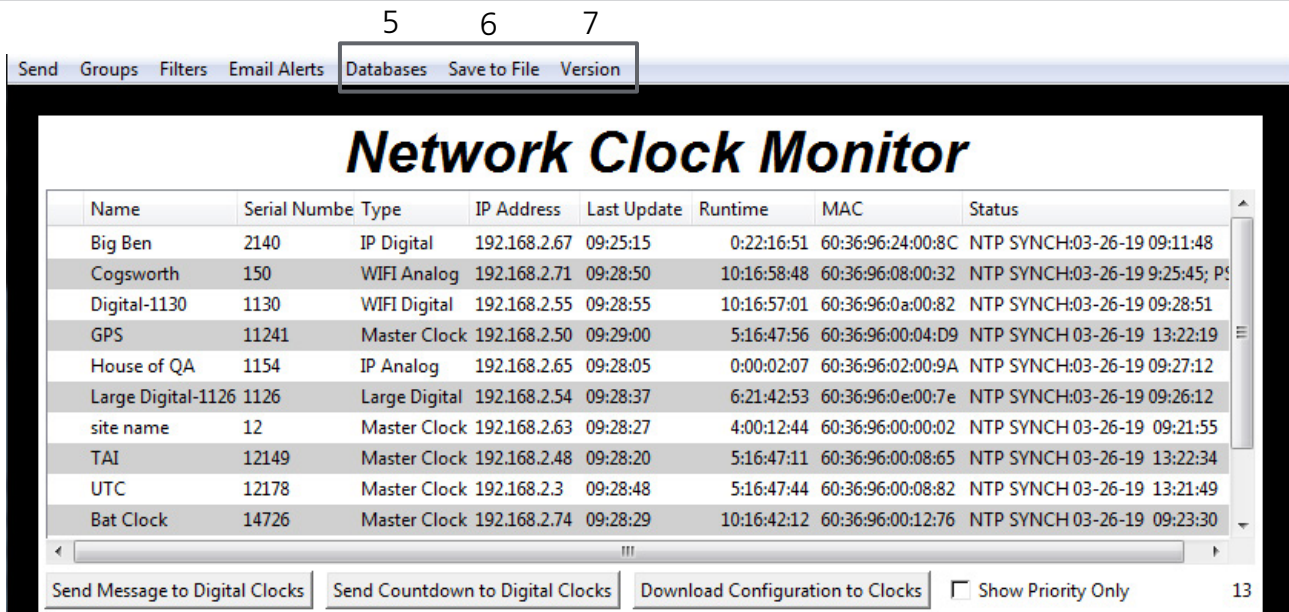 5 6 7
Send Groups Filters Email Alerts Databases Save to File Version
Network Clock Monitor
Name Serial Numbe Type IP Address Last Update Runtime MAC Status
Big Ben 2140 IP Digital 192.168.2.67 09:25:15 0:22:16:51 60:36:96:24:00:8C NTP SYNCH:03-26-19 09:11:48
Cogsworth 150 WIFI Analog 192.168.2.71 09:28:50 10:16:58:48 60:36:96:08:00:32 NTP SYNCH:03-26-19 9:25:45; PS
Digital-1130 1130 WIFI Digital 192.168.2.55 09:28:55 10:16:57:01 60:36:96:0a:00:82 NTP SYNCH:03-26-19 09:28:51
GPS 11241 Master Clock 192.168.2.50 09:29:00 5:16:47:56 60:36:96:00:04:D9 NTP SYNCH 03-26-19 13:22:19
House of QA 1154 IP Analog 192.168.2.65 09:28:05 0:00:02:07 60:36:96:02:00:9A NTP SYNCH:03-26-19 09:27:12
Large Digital-1126 1126 Large Digital 192.168.2.54 09:28:37 6:21:42:53 60:36:96:0e:00:7e NTP SYNCH:03-26-19 09:26:12
site name 12 Master Clock 192.168.2.63 09:28:27 4:00:12:44 60:36:96:00:00:02 NTP SYNCH 03-26-19 09:21:55
TAI 12149 Master Clock 192.168.2.48 09:28:20 5:16:47:11 60:36:96:00:08:65 NTP SYNCH 03-26-19 13:22:34
UTC 12178 Master Clock 192.168.2.3 09:28:48 5:16:47:44 60:36:96:00:08:82 NTP SYNCH 03-26-19 13:21:49
Bat Clock 14726 Master Clock 192.168.2.74 09:28:29 10:16:42:12 60:36:96:00:12:76 NTP SYNCH 03-26-19 09:23:30
Send Message to Digital Clocks Send Countdown to Digital Clocks Download Configuration to Clocks Show Priority Only 13